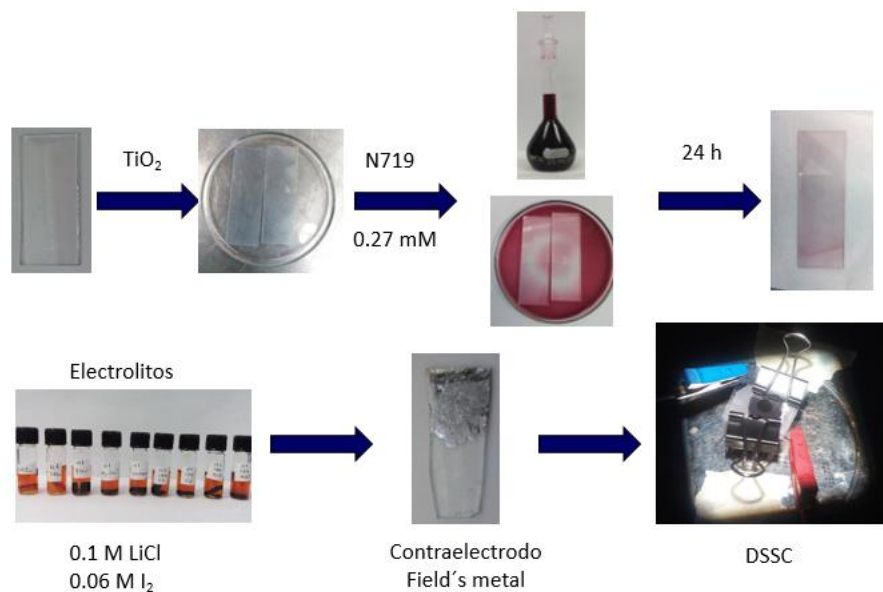 TiO₂
N719
0.27 mM
24 h
Electrolitos
0.1 M LiCl
0.06 M I₂
Contraelectrodo
Field´s metal
DSSC